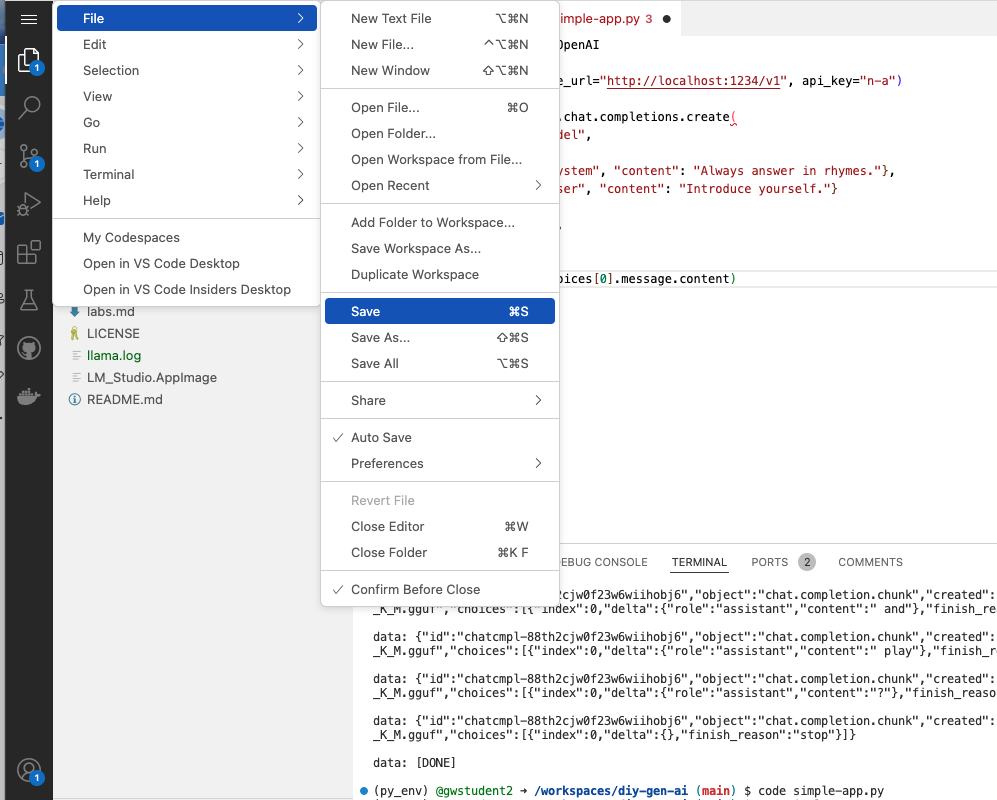 File
Edit
Selection
View
Go
Run
Terminal
Help
My Codespaces
Open in VS Code Desktop
Open in VS Code Insiders Desktop
New Text File ⌥⌘N
New File... ^⌥⌘N
New Window ⇧⌥⌘N
Open File... ⌘O
Open Folder...
Open Workspace from File...
Open Recent
Add Folder to Workspace...
Save Workspace As...
Duplicate Workspace
Save ⌘S
Save As... ⇧⌘S
Save All ⌥⌘S
Share
Auto Save
Preferences
Revert File
Close Editor ⌘W
Close Folder ⌘K F
Confirm Before Close
1
1
1
labs.md
LICENSE
llama.log
LM_Studio.AppImage
README.md
imple-app.py 3
OpenAI
e_url="http://localhost:1234/v1", api_key="n-a")
.chat.completions.create(
del",
ystem", "content": "Always answer in rhymes."},
ser", "content": "Introduce yourself."}
,
oices[0].message.content)
EBUG CONSOLE TERMINAL PORTS 2 COMMENTS
2cjw0f23w6wiihobj6","object":"chat.completion.chunk","created":
_K_M.gguf","choices":[{"index":0,"delta":{"role":"assistant","content":" and"},"finish_re
data: {"id":"chatcmpl-88th2cjw0f23w6wiihobj6","object":"chat.completion.chunk","created":
_K_M.gguf","choices":[{"index":0,"delta":{"role":"assistant","content":" play"},"finish_r
data: {"id":"chatcmpl-88th2cjw0f23w6wiihobj6","object":"chat.completion.chunk","created":
_K_M.gguf","choices":[{"index":0,"delta":{"role":"assistant","content":"?"},"finish_reaso
data: {"id":"chatcmpl-88th2cjw0f23w6wiihobj6","object":"chat.completion.chunk","created":
_K_M.gguf","choices":[{"index":0,"delta":{},"finish_reason":"stop"}]}
data: [DONE]
(py_env) @gwstudent2 → /workspaces/diy-gen-ai (main) $ code simple-app.py